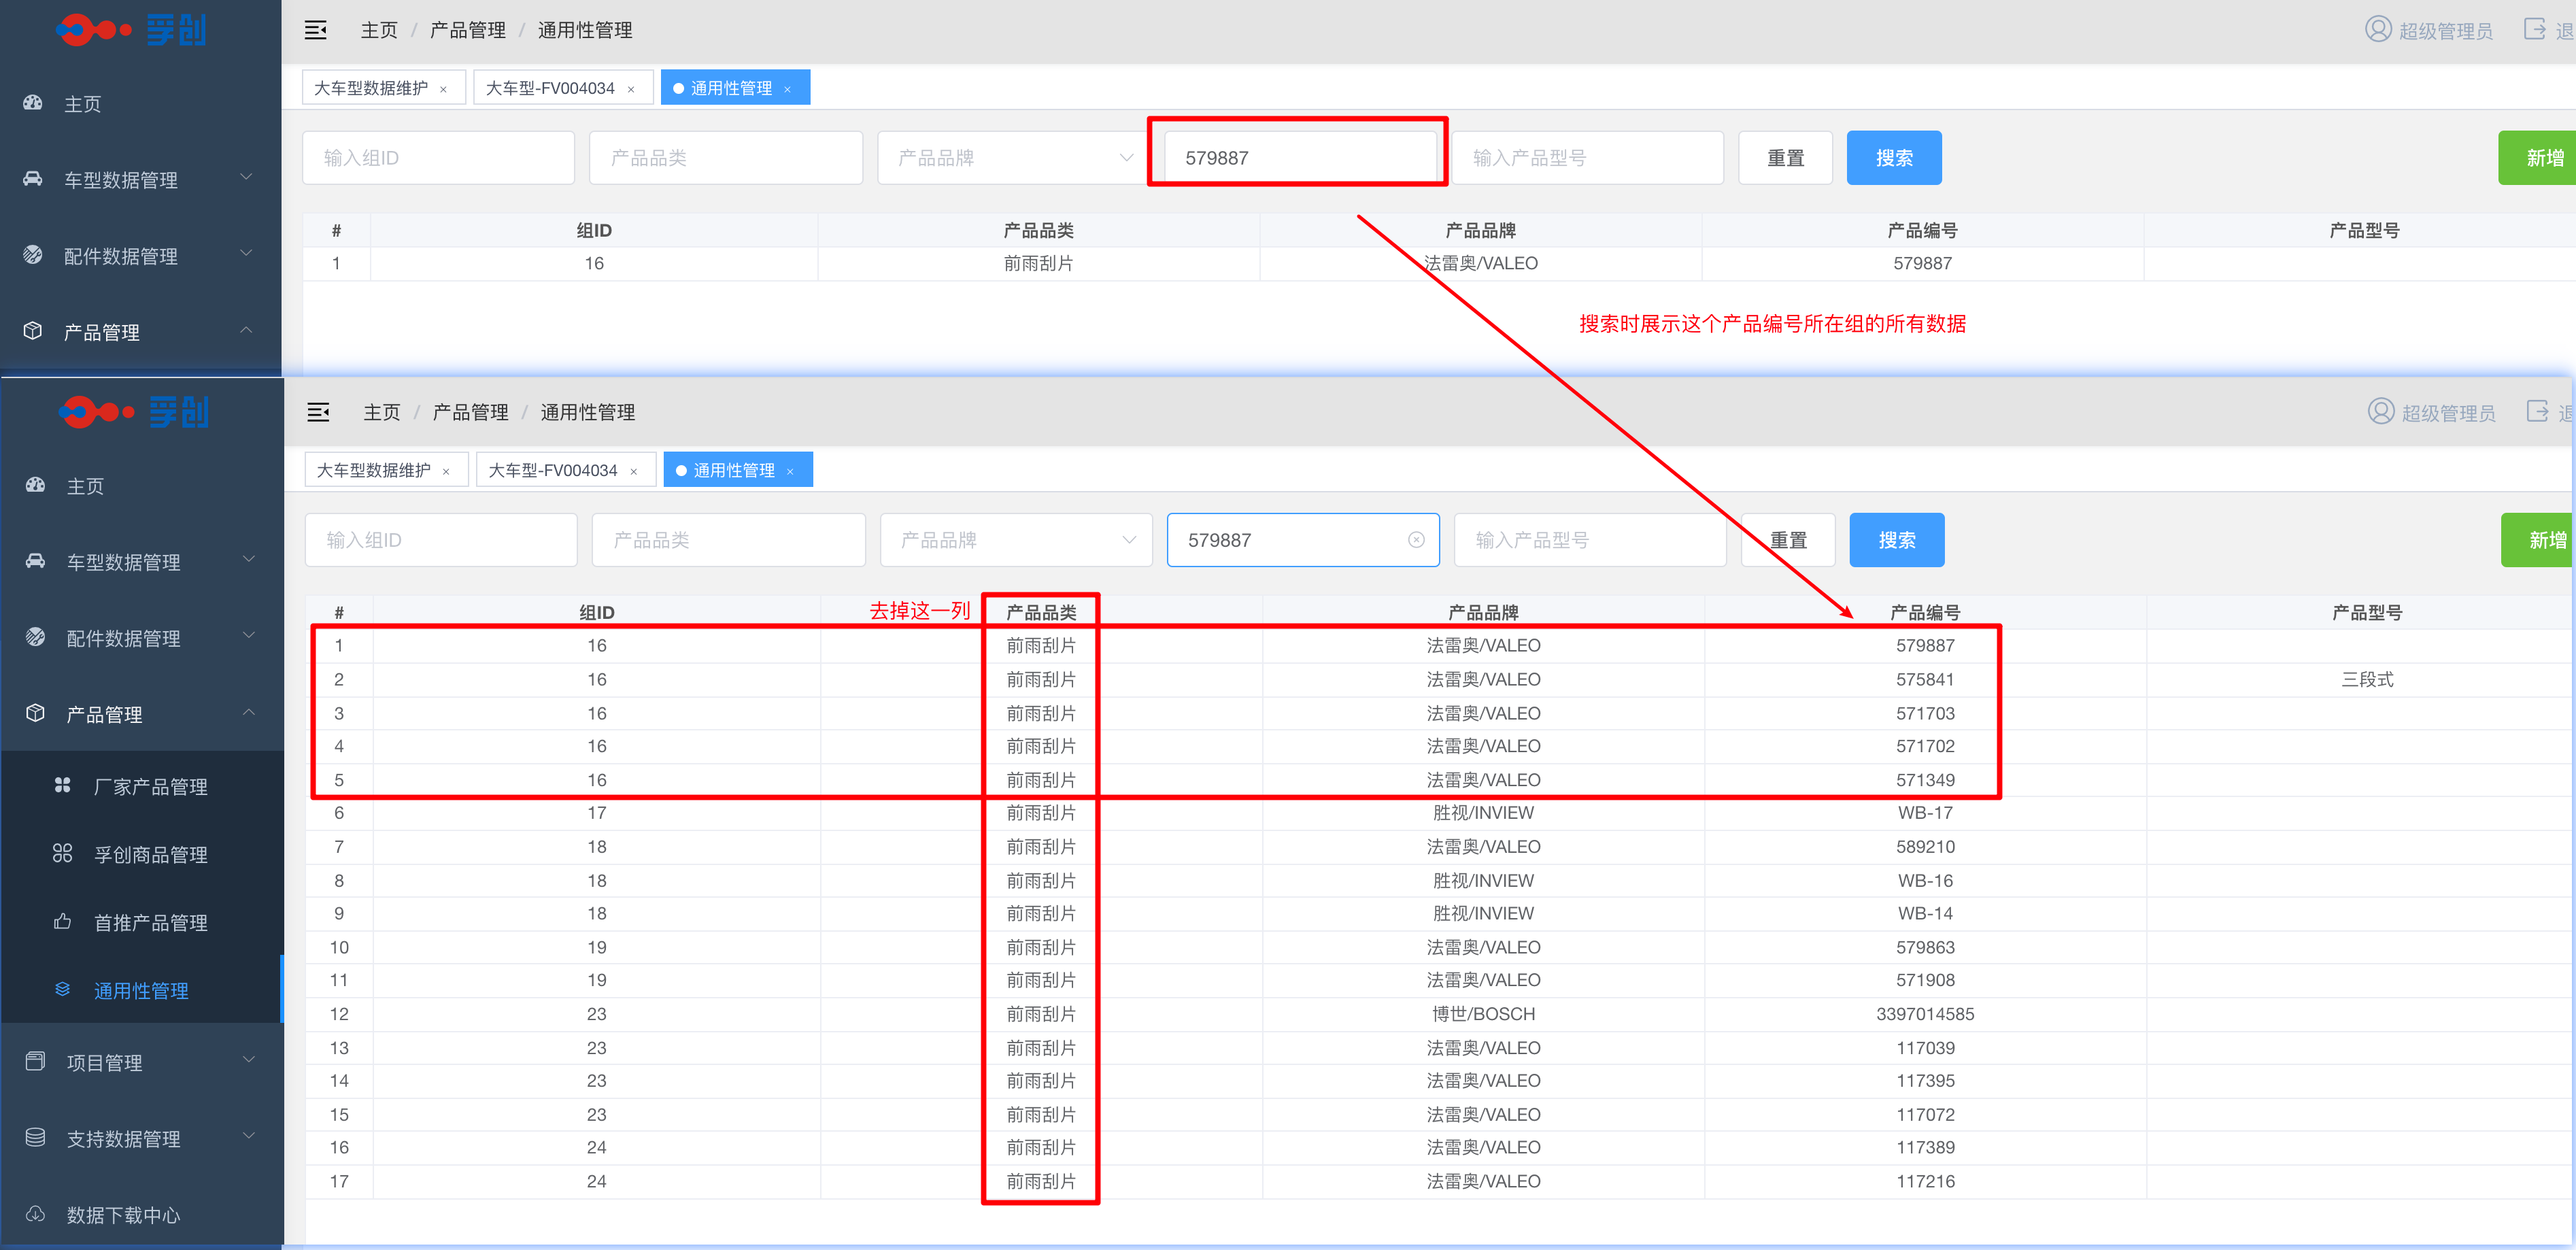 孚创
主页 / 产品管理 / 通用性管理
超级管理员
退
大车型数据维护 ×
大车型-FV004034 ×
通用性管理 ×
主页
车型数据管理
配件数据管理
产品管理
输入组ID
产品品类
产品品牌
579887
输入产品型号
重置
搜索
新增
# 组ID 产品品类 产品品牌 产品编号 产品型号
1 16 前雨刮片 法雷奥/VALEO 579887
搜索时展示这个产品编号所在组的所有数据
孚创
主页 / 产品管理 / 通用性管理
超级管理员
退
大车型数据维护 ×
大车型-FV004034 ×
通用性管理 ×
主页
车型数据管理
配件数据管理
产品管理
厂家产品管理
孚创商品管理
首推产品管理
通用性管理
项目管理
支持数据管理
数据下载中心
输入组ID
产品品类
产品品牌
579887
输入产品型号
重置
搜索
新增
去掉这一列
# 组ID 产品品类 产品品牌 产品编号 产品型号
1 16 前雨刮片 法雷奥/VALEO 579887
2 16 前雨刮片 法雷奥/VALEO 575841 三段式
3 16 前雨刮片 法雷奥/VALEO 571703
4 16 前雨刮片 法雷奥/VALEO 571702
5 16 前雨刮片 法雷奥/VALEO 571349
6 17 前雨刮片 胜视/INVIEW WB-17
7 18 前雨刮片 法雷奥/VALEO 589210
8 18 前雨刮片 胜视/INVIEW WB-16
9 18 前雨刮片 胜视/INVIEW WB-14
10 19 前雨刮片 法雷奥/VALEO 579863
11 19 前雨刮片 法雷奥/VALEO 571908
12 23 前雨刮片 博世/BOSCH 3397014585
13 23 前雨刮片 法雷奥/VALEO 117039
14 23 前雨刮片 法雷奥/VALEO 117395
15 23 前雨刮片 法雷奥/VALEO 117072
16 24 前雨刮片 法雷奥/VALEO 117389
17 24 前雨刮片 法雷奥/VALEO 117216